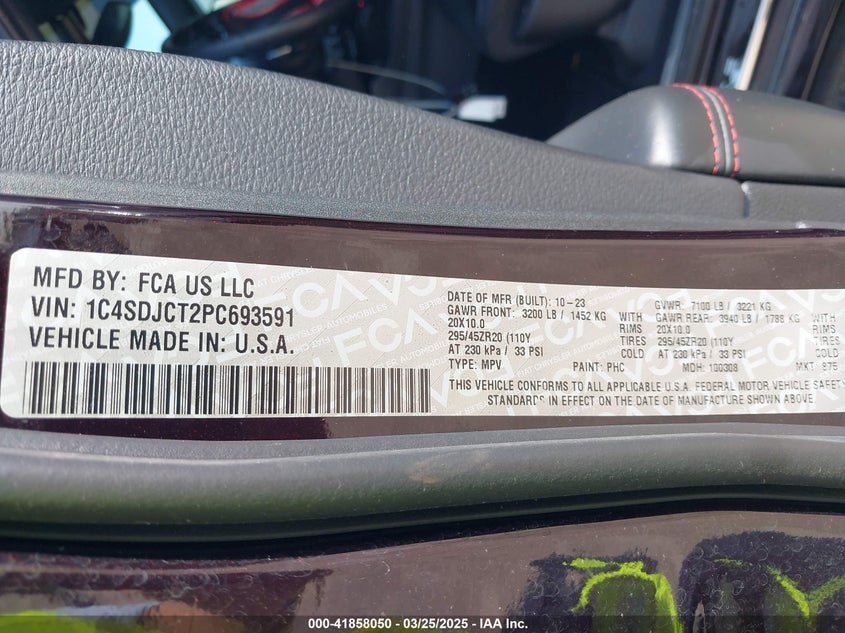 MFD BY: FCA US LLC
VIN: 1C4SDJCT2PC693591
VEHICLE MADE IN: U.S.A.
DATE OF MFR (BUILT): 10-23 GVWR: 7100 LB / 3221 KG
GAWR FRONT: 3200 LB / 1452 KG WITH GAWR REAR: 3940 LB / 1788 KG WITH
20X10.0 RIMS 20X10.0 RIMS
295/45ZR20 (110Y TIRES 295/45ZR20 (110Y TIRES
AT 230 kPa / 33 PSI COLD AT 230 kPa / 33 PSI COLD
TYPE: MPV PAINT: PHC MDH: 100308 MKT 875
THIS VEHICLE CONFORMS TO ALL APPLICABLE U.S.A. FEDERAL MOTOR VEHICLE SAFETY
STANDARDS IN EFFECT ON THE DATE OF MANUFACTURE SHOWN ABOVE.
000-41858050 - 03/25/2025 - IAAI Inc.